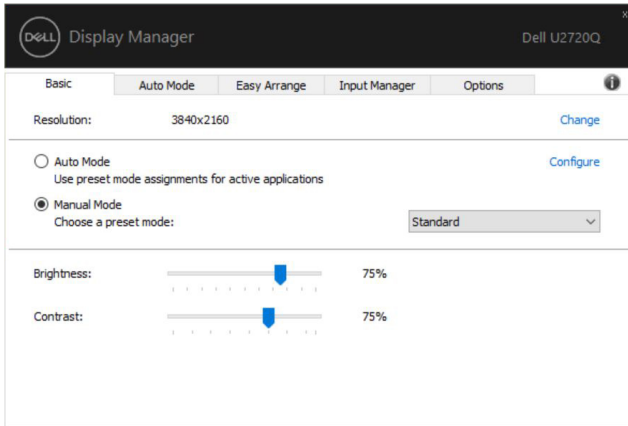 DELL Display Manager Dell U2720Q
Basic Auto Mode Easy Arrange Input Manager Options
Resolution: 3840x2160 Change
Auto Mode Configure
Use preset mode assignments for active applications
Manual Mode
Choose a preset mode: Standard
Brightness: 75%
Contrast: 75%